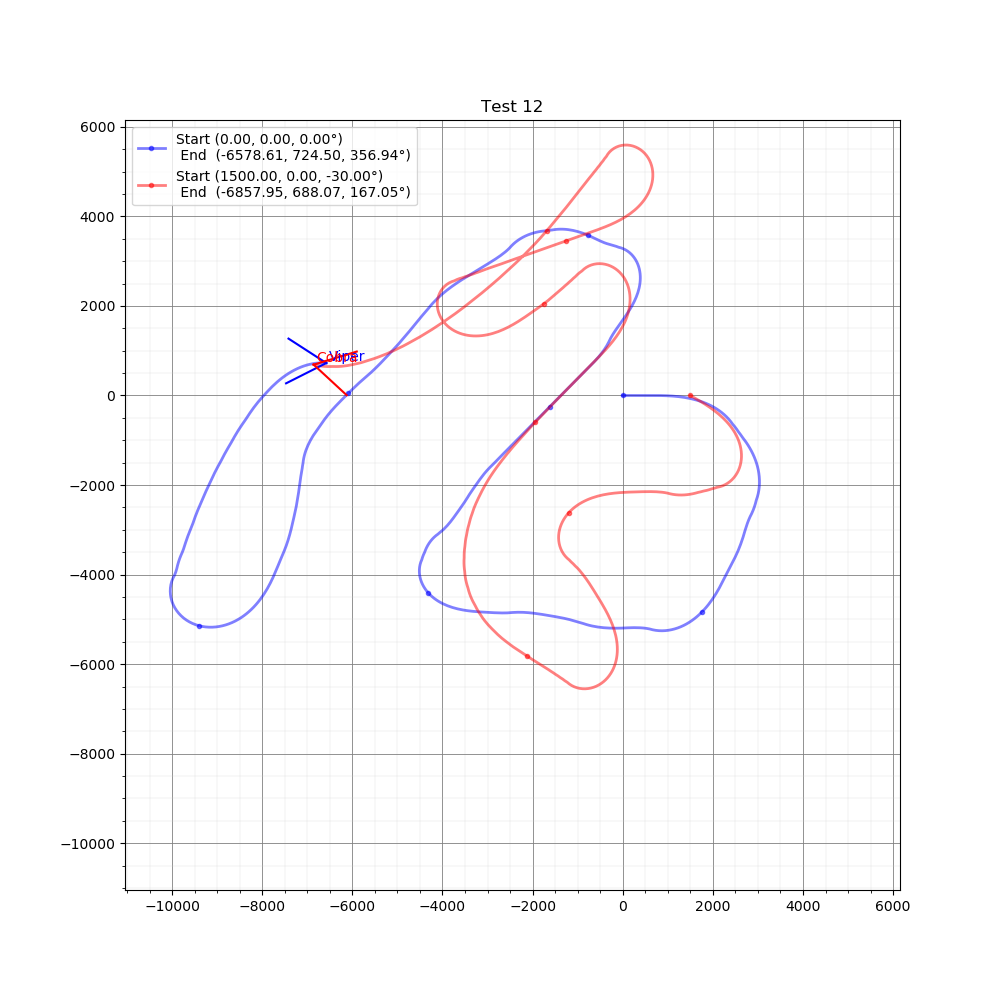 Test 12
Start (0.00, 0.00, 0.00°)
End (-6578.61, 724.50, 356.94°)
Start (1500.00, 0.00, -30.00°)
End (-6857.95, 688.07, 167.05°)
6000
4000
2000
0
−2000
−4000
−6000
−8000
−10000
Viper
−10000 −8000 −6000 −4000 −2000 0 2000 4000 6000